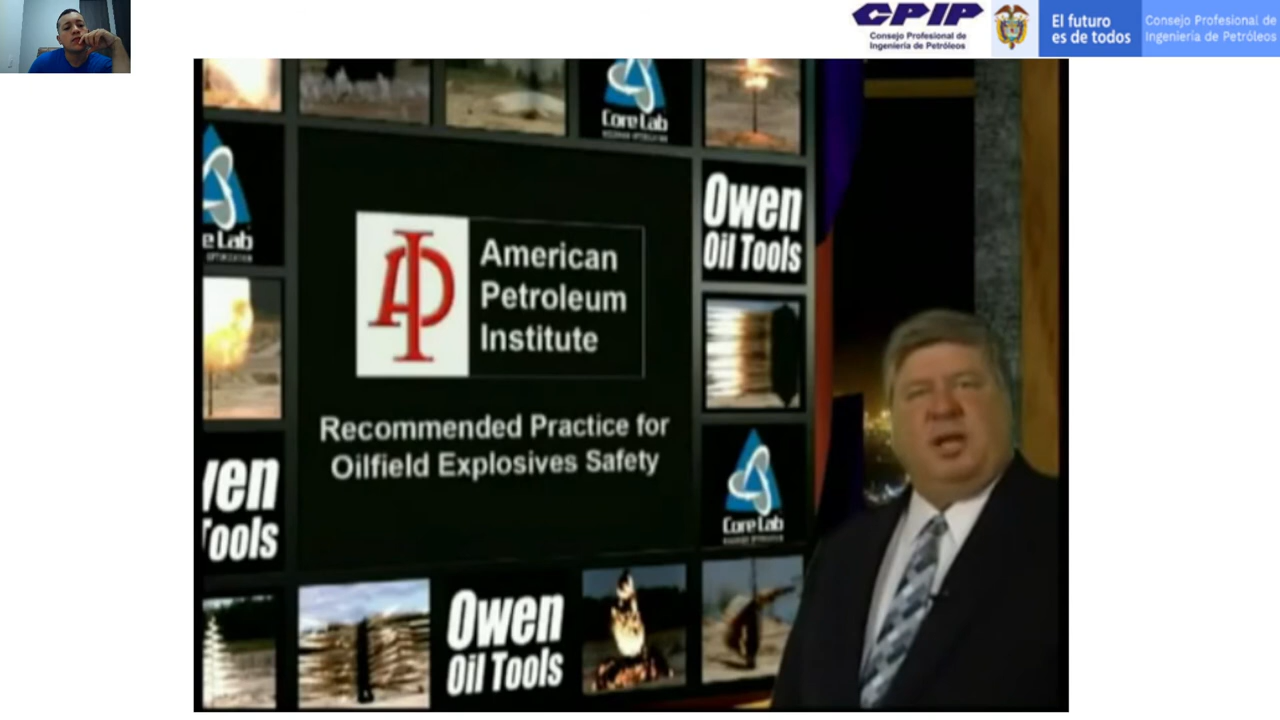 CPIP
Consejo Profesional de
Ingeniería de Petróleos
El futuro
es de todos
Consejo Profesional de
Ingeniería de Petróleos
Core Lab
e Lab
Owen
Oil Tools
American
Petroleum
Institute
Recommended Practice for
Oilfield Explosives Safety
wen
Tools
Core Lab
Owen
Oil Tools